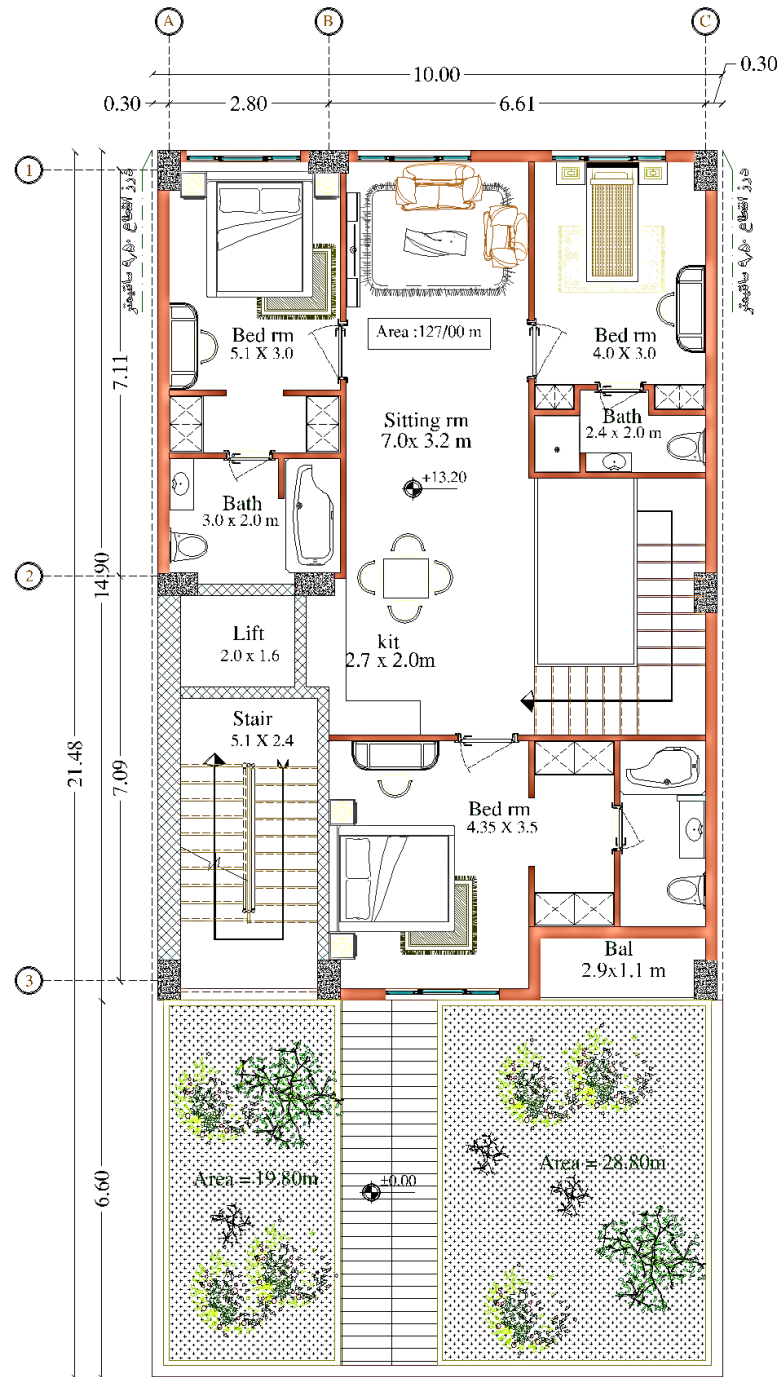 A
B
C
10.00
0.30
0.30
2.80
6.61
1
Bed rm
5.1 X 3.0
Area :127/00 m
Bed rm
4.0 X 3.0
7.11
Sitting rm
7.0x 3.2 m
Bath
2.4 x 2.0 m
+13.20
Bath
3.0 x 2.0 m
2
14.90
Lift
2.0 x 1.6
kit
2.7 x 2.0m
Stair
5.1 X 2.4
21.48
7.09
Bed rm
4.35 X 3.5
Bal
2.9x1.1 m
3
Area = 19.80m
±0.00
Area = 28.80m
6.60